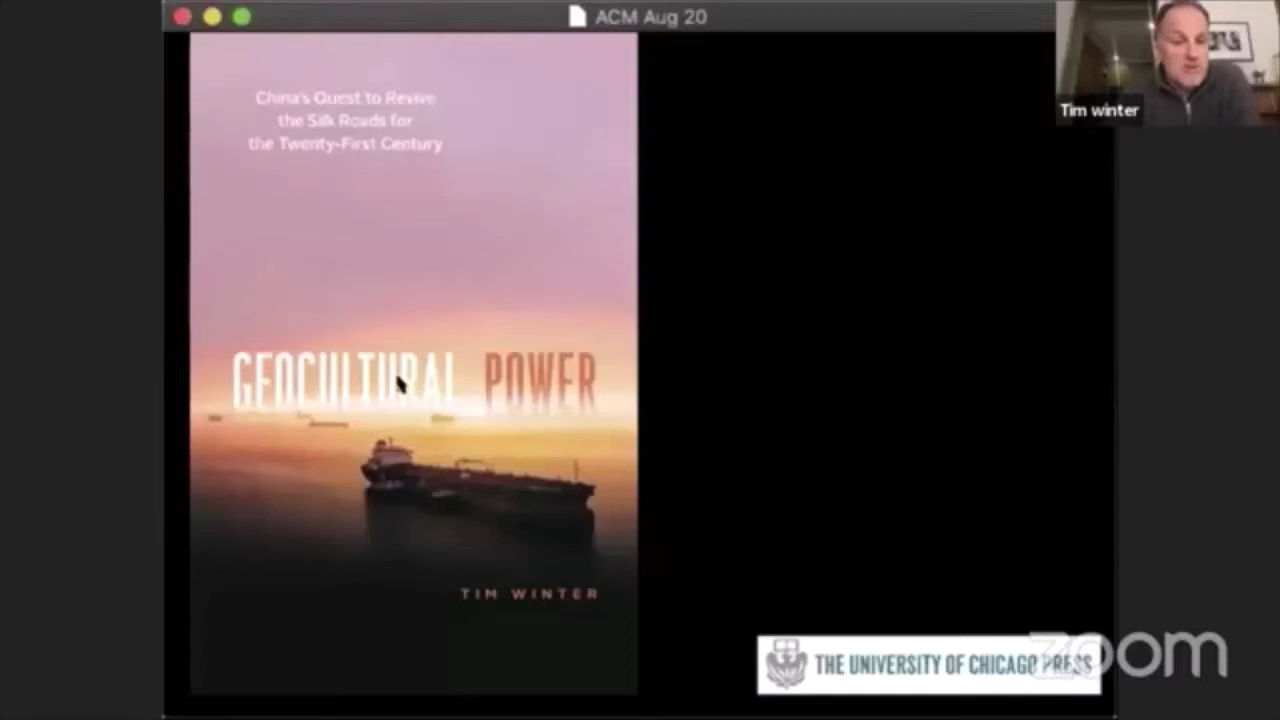 ACM Aug 20
Tim winter
China's Quest to Revive
the Silk Roads for
the Twenty-First Century
GEOCULTURAL POWER
TIM WINTER
THE UNIVERSITY OF CHICAGO PRESS
zoom